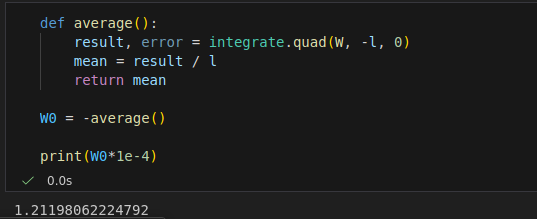 def average():
    result, error = integrate.quad(W, -l, 0)
    mean = result / l
    return mean
W0 = -average()
print(W0*1e-4)
0.0s
1.21198062224792